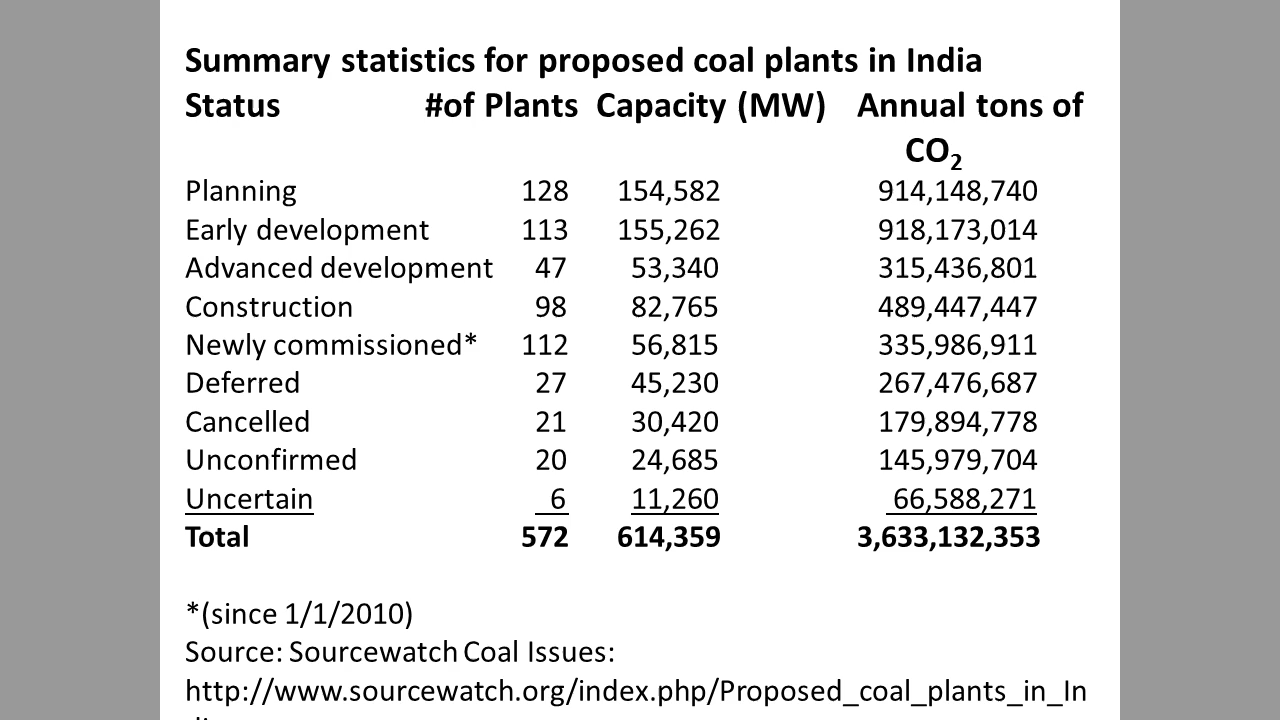 Summary statistics for proposed coal plants in India
Status #of Plants Capacity (MW) Annual tons of
CO₂
Planning 128 154,582 914,148,740
Early development 113 155,262 918,173,014
Advanced development 47 53,340 315,436,801
Construction 98 82,765 489,447,447
Newly commissioned* 112 56,815 335,986,911
Deferred 27 45,230 267,476,687
Cancelled 21 30,420 179,894,778
Unconfirmed 20 24,685 145,979,704
Uncertain 6 11,260 66,588,271
Total 572 614,359 3,633,132,353
*(since 1/1/2010)
Source: Sourcewatch Coal Issues:
http://www.sourcewatch.org/index.php/Proposed_coal_plants_in_In